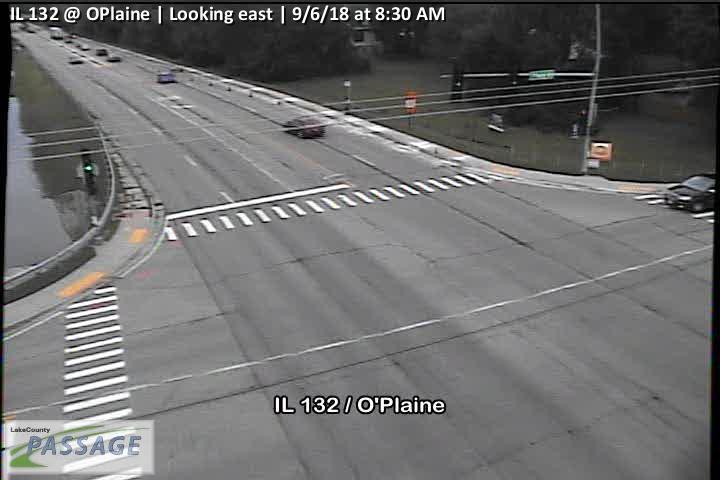 IL 132 @ OPlaine | Looking east | 9/6/18 at 8:30 AM
IL 132 / O'Plaine
LakeCounty
PASSAGE